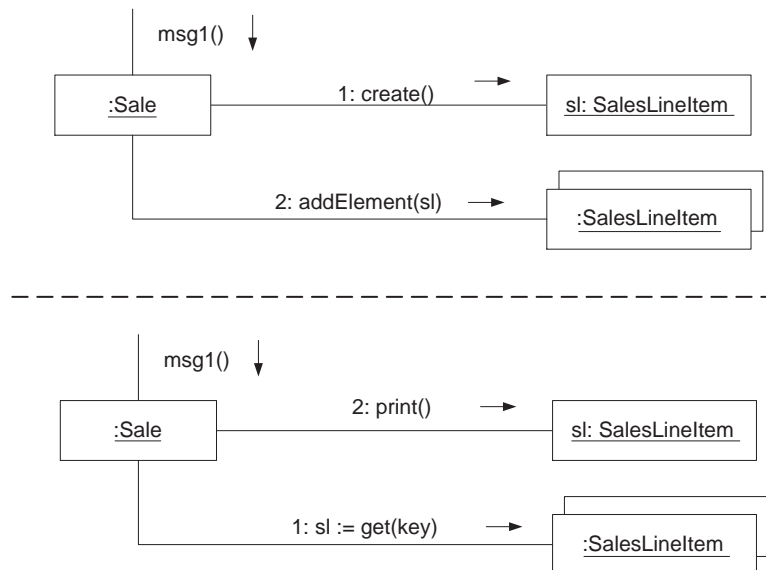 msg1()
:Sale
1: create()
sl: SalesLineItem
2: addElement(sl)
:SalesLineItem
msg1()
:Sale
2: print()
sl: SalesLineItem
1: sl := get(key)
:SalesLineItem